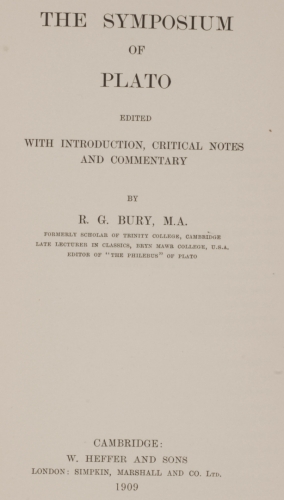 THE SYMPOSIUM
OF
PLATO
EDITED
WITH INTRODUCTION, CRITICAL NOTES
AND COMMENTARY
BY
R. G. BURY, M.A.
FORMERLY SCHOLAR OF TRINITY COLLEGE, CAMBRIDGE
LATE LECTURER IN CLASSICS, BRYN MAWR COLLEGE, U.S.A.
EDITOR OF "THE PHILEBUS" OF PLATO
CAMBRIDGE:
W. HEFFER AND SONS
LONDON: SIMPKIN, MARSHALL AND CO. LTD.
1909